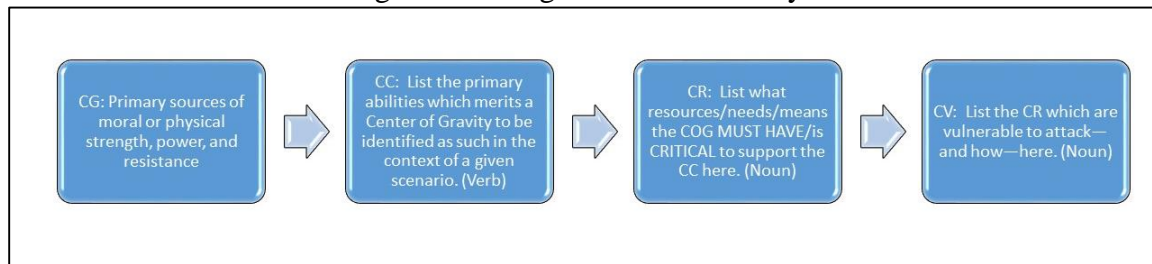 CG: Primary sources of
moral or physical
strength, power, and
resistance
CC: List the primary
abilities which merits a
Center of Gravity to be
identified as such in the
context of a given
scenario. (Verb)
CR: List what
resources/needs/means
the COG MUST HAVE/is
CRITICAL to support the
CC here. (Noun)
CV: List the CR which are
vulnerable to attack—
and how—here. (Noun)